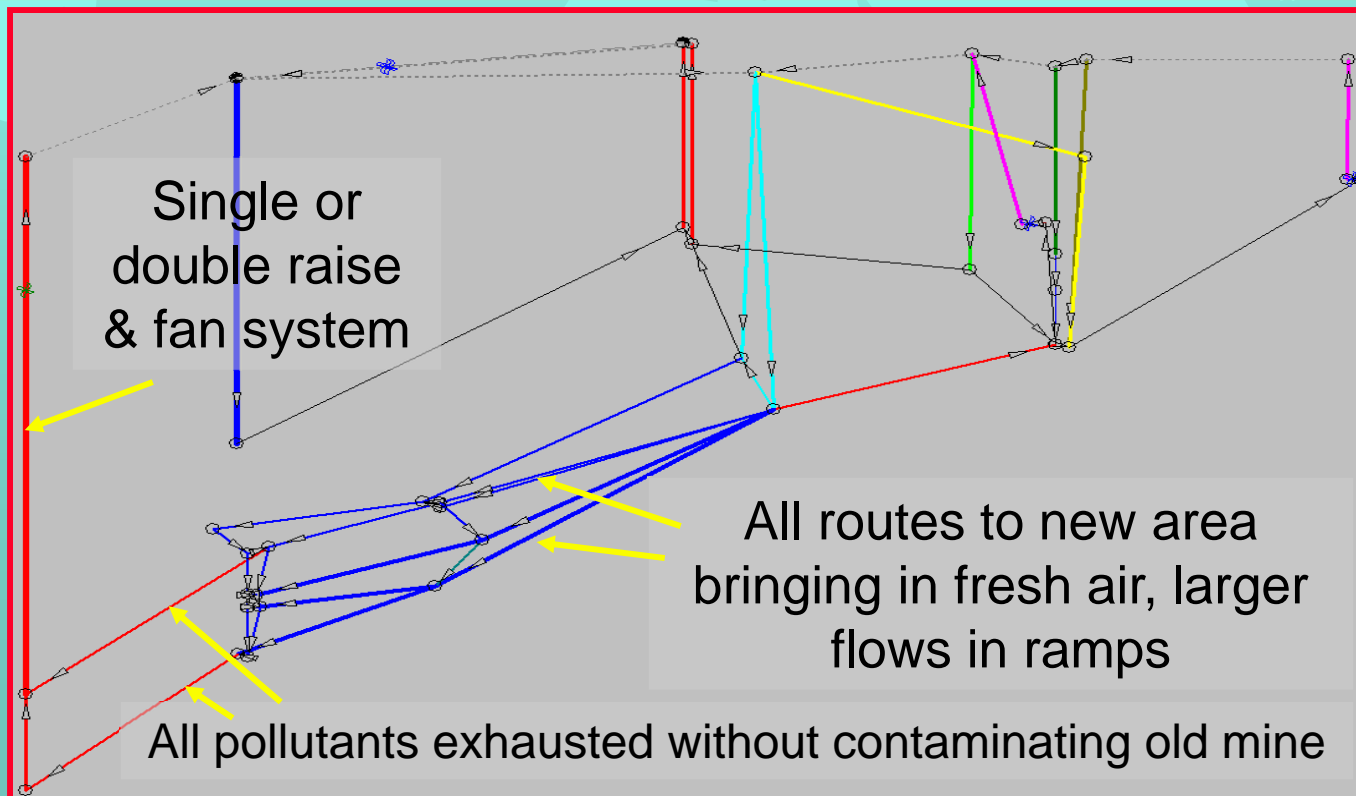 Single or
double raise
& fan system
All routes to new area
bringing in fresh air, larger
flows in ramps
All pollutants exhausted without contaminating old mine